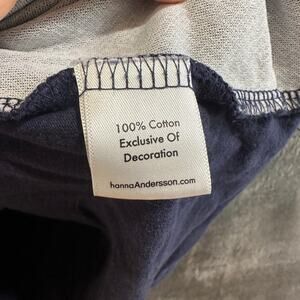 100% Cotton
Exclusive Of
Decoration
hannaAndersson.com